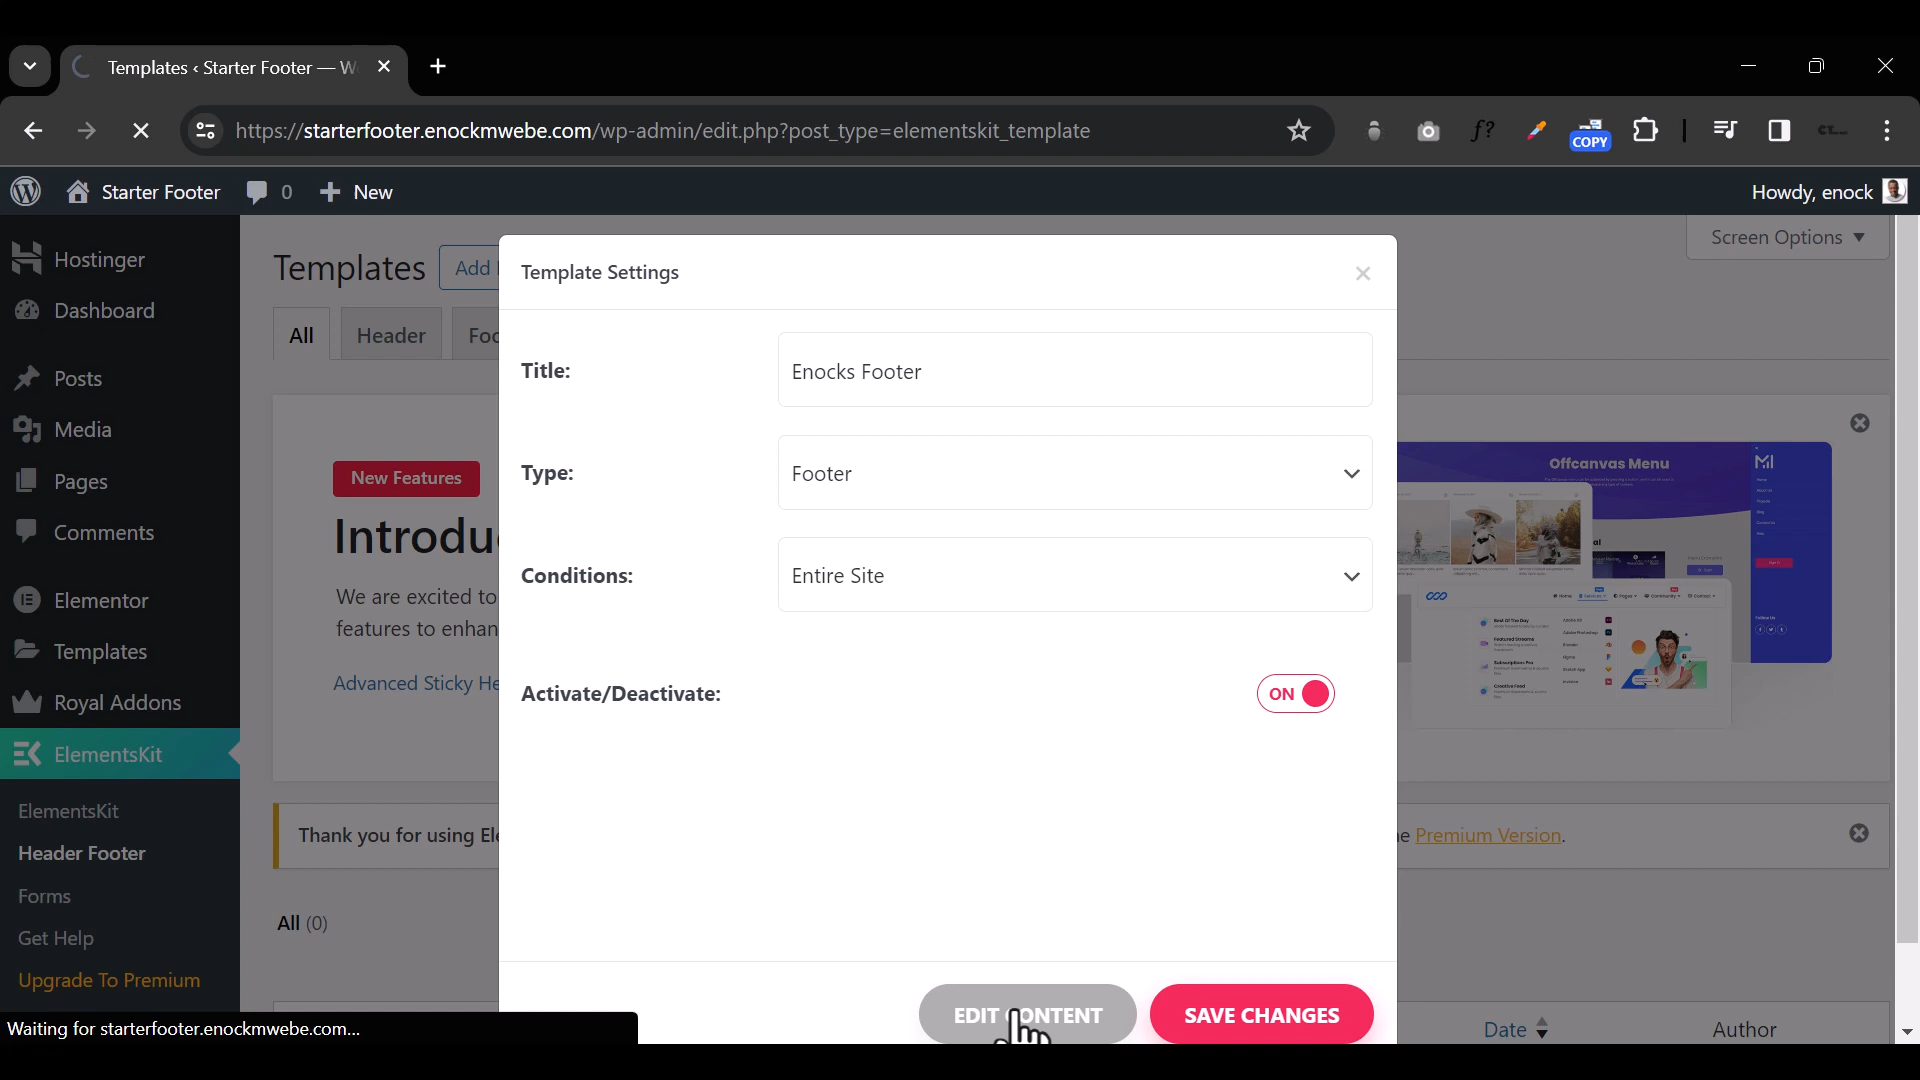 Templates ‹ Starter Footer — W
https://starterfooter.enockmwebe.com/wp-admin/edit.php?post_type=elementskit_template
f?
COPY
Starter Footer
0
New
Howdy, enock
Hostinger
Dashboard
Posts
Media
Pages
Comments
Elementor
Templates
Royal Addons
ElementsKit
ElementsKit
Header Footer
Forms
Get Help
Upgrade To Premium
Templates
Add
Screen Options
All
Header
Foo
New Features
Introdu
We are excited to
features to enhan
Advanced Sticky He
Template Settings
Title:
Enocks Footer
Type:
Footer
Conditions:
Entire Site
Activate/Deactivate:
ON
EDIT CONTENT
SAVE CHANGES
Offcanvas Menu
Thank you for using Ele
e Premium Version.
All (0)
Date
Author
Waiting for starterfooter.enockmwebe.com...